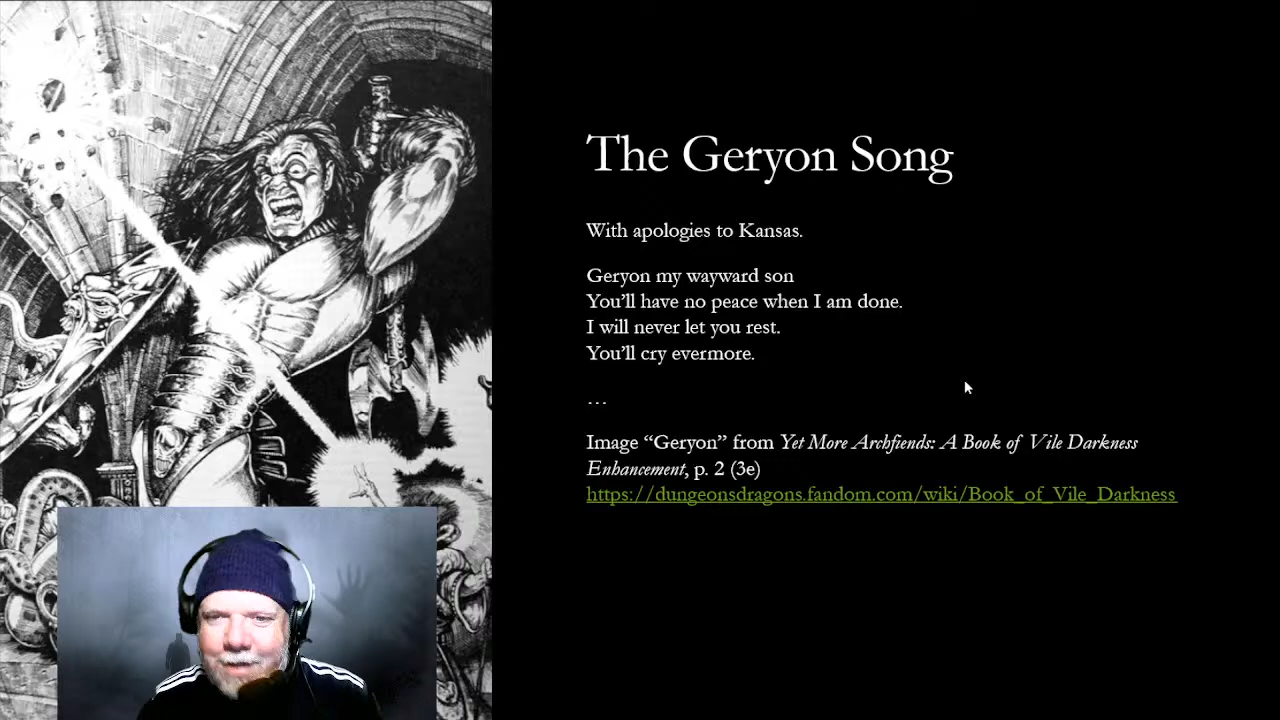 The Geryon Song
With apologies to Kansas.
Geryon my wayward son
You’ll have no peace when I am done.
I will never let you rest.
You’ll cry evermore.
…
Image “Geryon” from Yet More Archfiends: A Book of Vile Darkness
Enhancement, p. 2 (3e)
https://dungeonsdragons.fandom.com/wiki/Book_of_Vile_Darkness